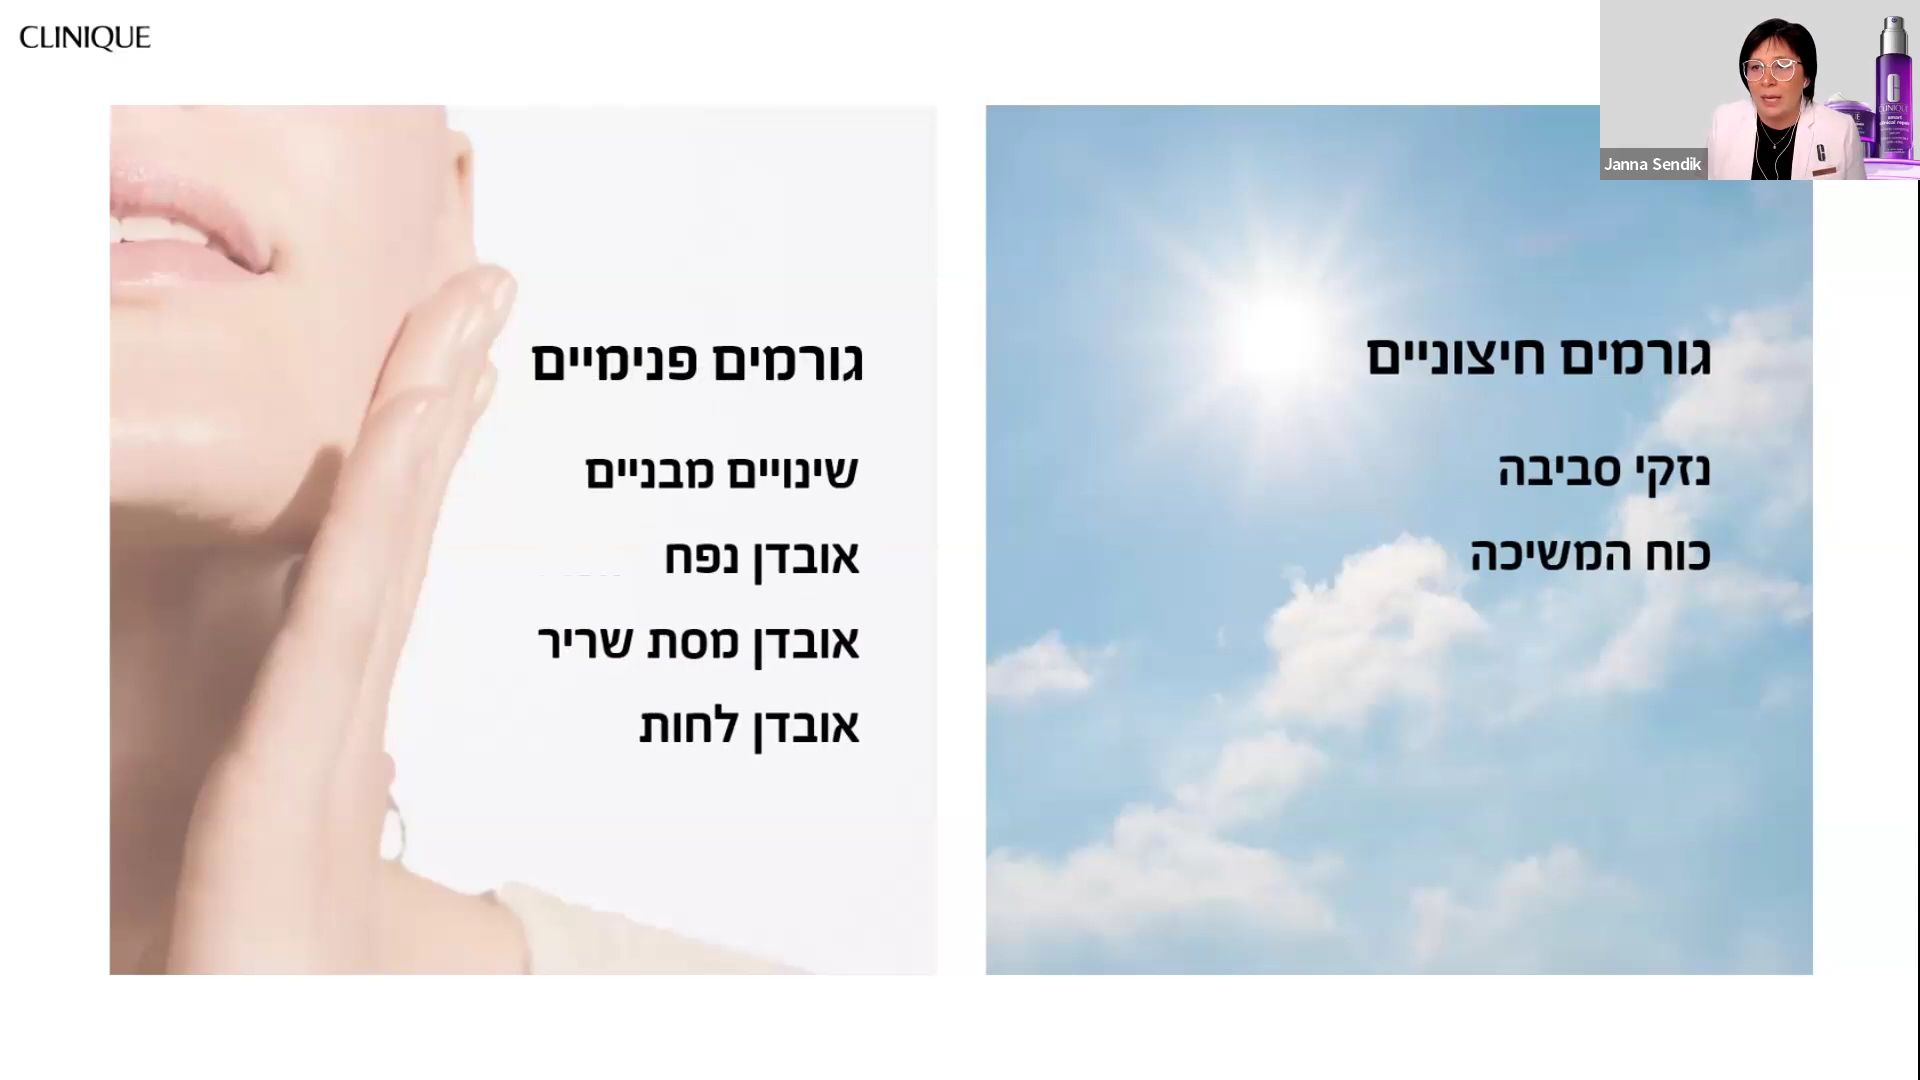 CLINIQUE
Janna Sendik
גורמים חיצוניים
נזקי סביבה
כוח המשיכה
גורמים פנימיים
שינויים מבניים
אובדן נפח
אובדן מסת שריר
אובדן לחות